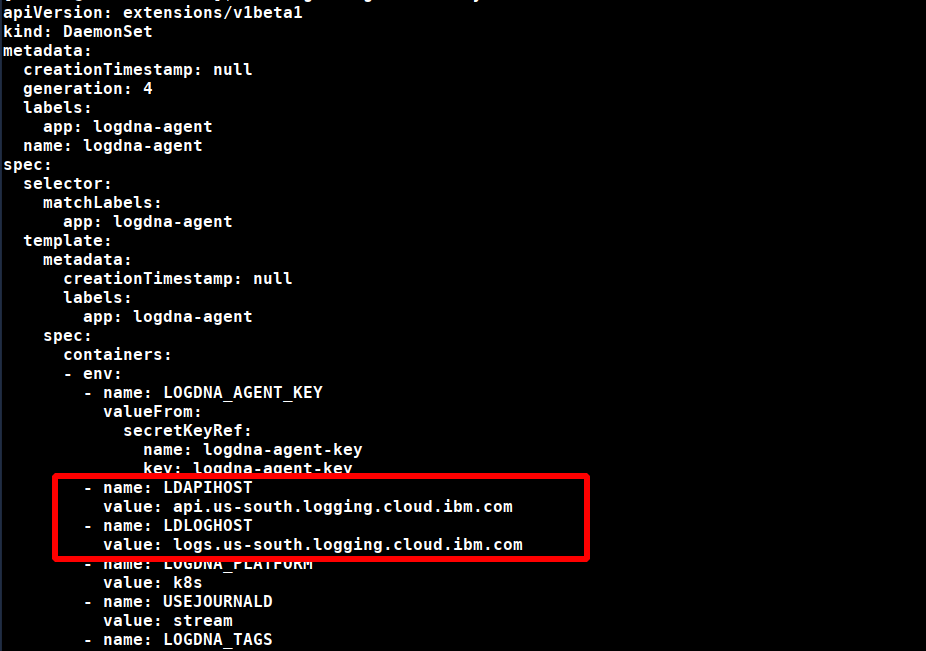 apiVersion: extensions/v1beta1
kind: DaemonSet
metadata:
  creationTimestamp: null
  generation: 4
  labels:
    app: logdna-agent
  name: logdna-agent
spec:
  selector:
    matchLabels:
      app: logdna-agent
  template:
    metadata:
      creationTimestamp: null
      labels:
        app: logdna-agent
    spec:
      containers:
      - env:
        - name: LOGDNA_AGENT_KEY
          valueFrom:
            secretKeyRef:
              name: logdna-agent-key
              key: logdna-agent-key
        - name: LDAPIHOST
          value: api.us-south.logging.cloud.ibm.com
        - name: LDLOGHOST
          value: logs.us-south.logging.cloud.ibm.com
        - name: LOGDNA_PLATFORM
          value: k8s
        - name: USEJOURNALD
          value: stream
        - name: LOGDNA_TAGS